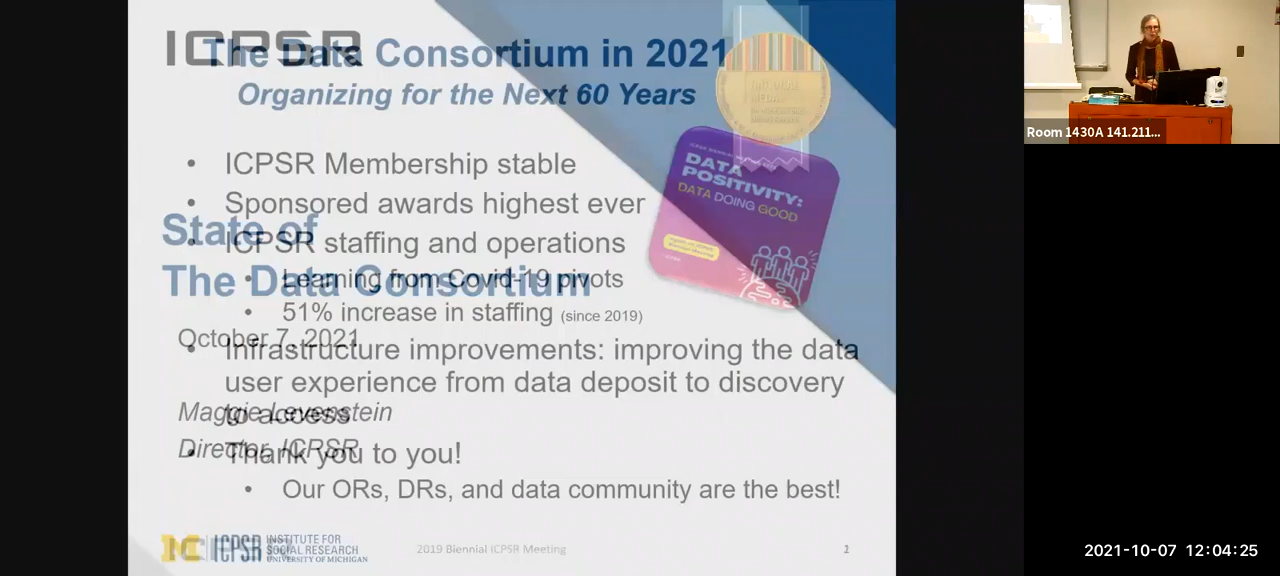 ICPSR
The Data Consortium in 2021
Organizing for the Next 60 Years
NATIONAL
MEDAL
DATA
POSITIVITY:
DATA DOING GOOD
• ICPSR Membership stable
• Sponsored awards highest ever
State of
• ICPSR staffing and operations
The Data Consortium
• Learning from Covid-19 pivots
• 51% increase in staffing (since 2019)
October 7, 2021
• Infrastructure improvements: improving the data
user experience from data deposit to discovery
to access
Maggie Levenstein
Director, ICPSR
• Thank you to you!
• Our ORs, DRs, and data community are the best!
ICPSR INSTITUTE FOR
SOCIAL RESEARCH
UNIVERSITY OF MICHIGAN
2019 Biennial ICPSR Meeting
1
Room 1430A 141.211...
2021-10-07 12:04:25